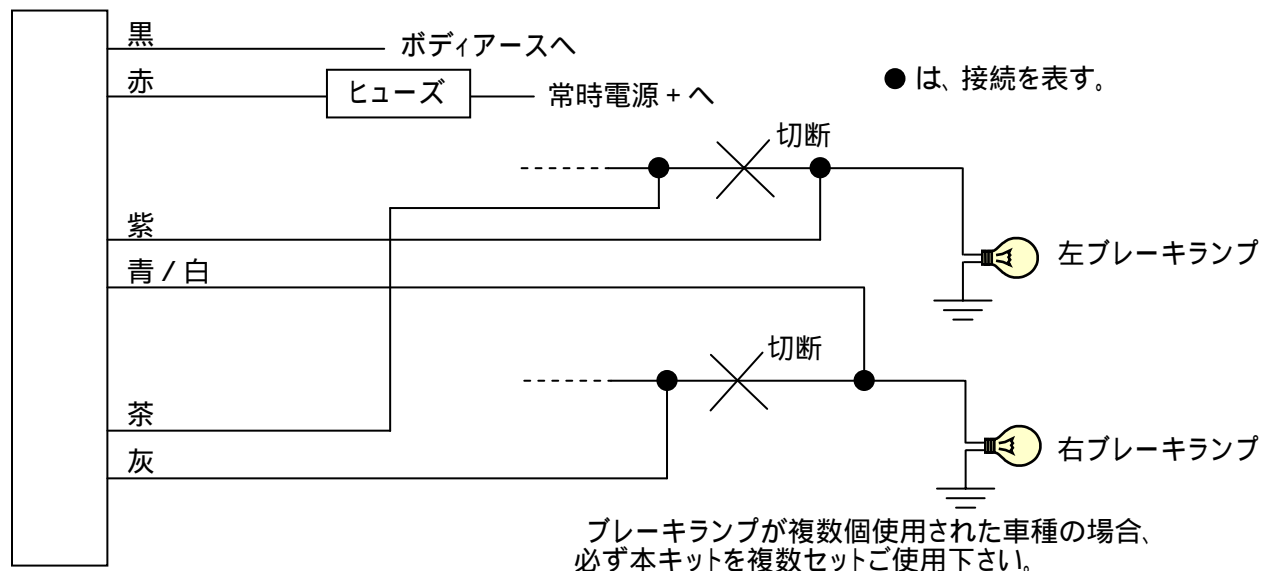 黒
ボディアースへ
赤
ヒューズ
常時電源 + へ
● は、接続を表す。
切断
紫
青 / 白
左ブレーキランプ
切断
茶
灰
右ブレーキランプ
ブレーキランプが複数個使用された車種の場合、
必ず本キットを複数セットご使用下さい。